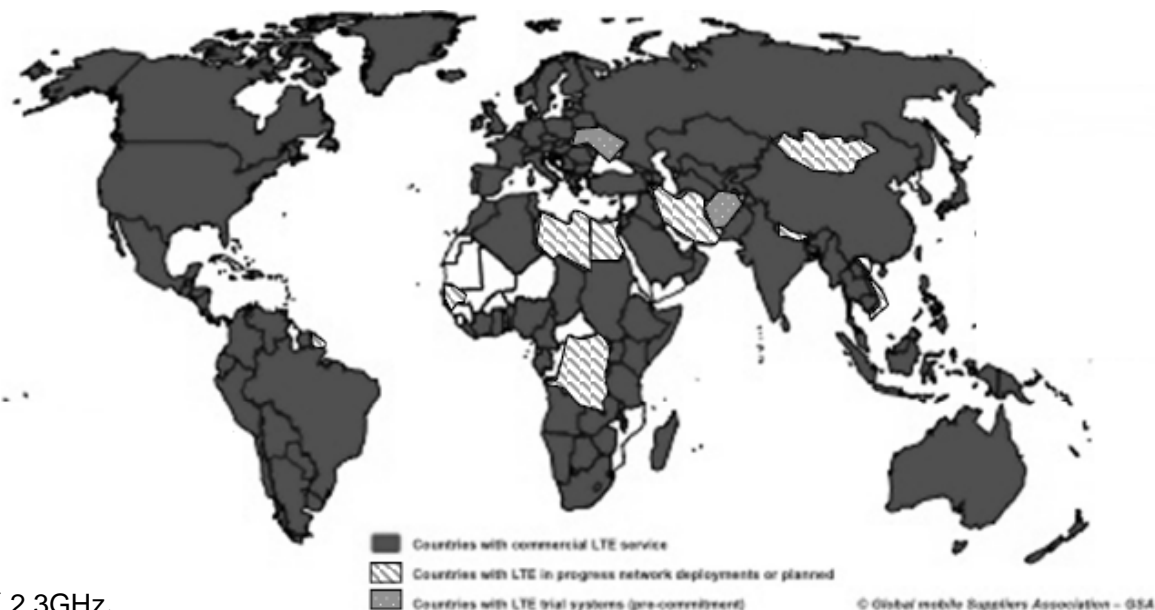 Countries with commercial LTE service
Countries with LTE in progress network deployments or planned
2.3GHz.
Countries with LTE trial systems (pre-commitment)
© Global mobile Suppliers Association – GSA